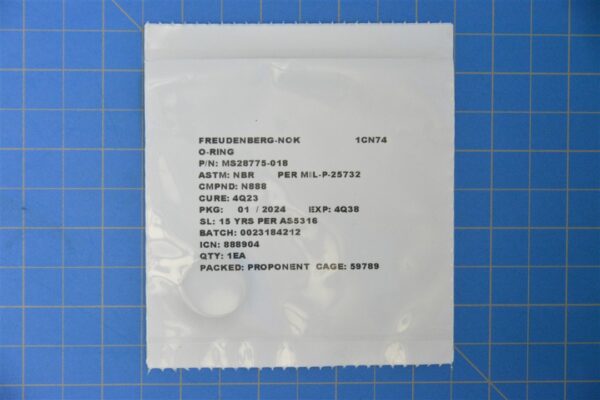 FREUDENBERG-NOK 1CN74
O-RING
P/N: MS28775-018
ASTM: NBR PER MIL-P-25732
CMPND: N888
CURE: 4Q23
PKG: 01 / 2024 EXP: 4Q38
SL: 15 YRS PER AS5316
BATCH: 0023184212
ICN: 888904
QTY: 1EA
PACKED: PROPONENT CAGE: 59789